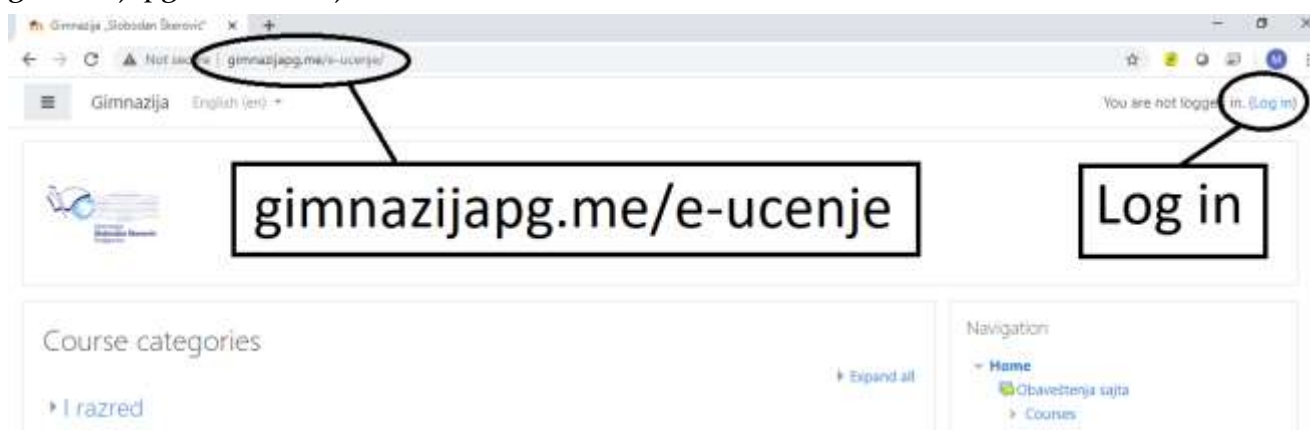 Gimnazija „Slobodan Škerović"
Not secure | gimnazijapg.me/e-ucenje/
Gimnazija English (en)
You are not logged in. (Log in)
gimnazijapg.me/e-ucenje
Log in
Course categories
Expand all
I razred
Navigation
Home
Obaveštenja sajta
Courses